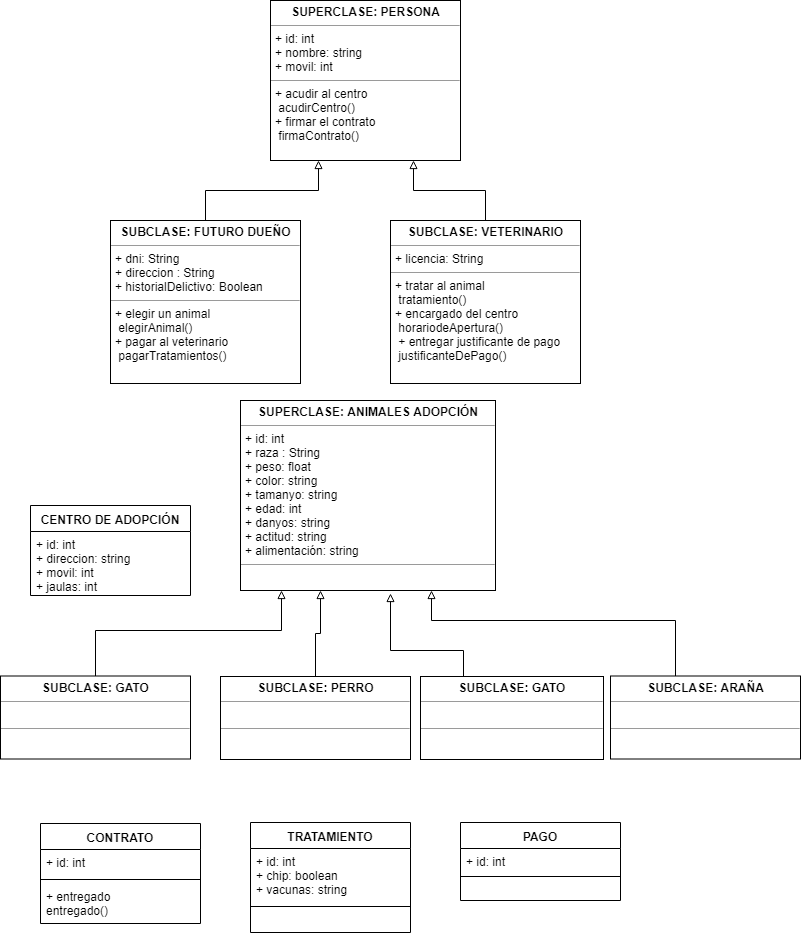 SUPERCLASE: PERSONA
+ id: int
+ nombre: string
+ movil: int
+ acudir al centro
acudirCentro()
+ firmar el contrato
firmaContrato()
SUBCLASE: FUTURO DUEÑO
+ dni: String
+ direccion : String
+ historialDelictivo: Boolean
+ elegir un animal
elegirAnimal()
+ pagar al veterinario
pagarTratamientos()
SUBCLASE: VETERINARIO
+ licencia: String
+ tratar al animal
tratamiento()
+ encargado del centro
horariodeApertura()
+ entregar justificante de pago
justificanteDePago()
SUPERCLASE: ANIMALES ADOPCIÓN
+ id: int
+ raza : String
+ peso: float
+ color: string
+ tamanyo: string
+ edad: int
+ danyos: string
+ actitud: string
+ alimentación: string
CENTRO DE ADOPCIÓN
+ id: int
+ direccion: string
+ movil: int
+ jaulas: int
SUBCLASE: GATO
SUBCLASE: PERRO
SUBCLASE: GATO
SUBCLASE: ARAÑA
CONTRATO
+ id: int
+ entregado
entregado()
TRATAMIENTO
+ id: int
+ chip: boolean
+ vacunas: string
PAGO
+ id: int